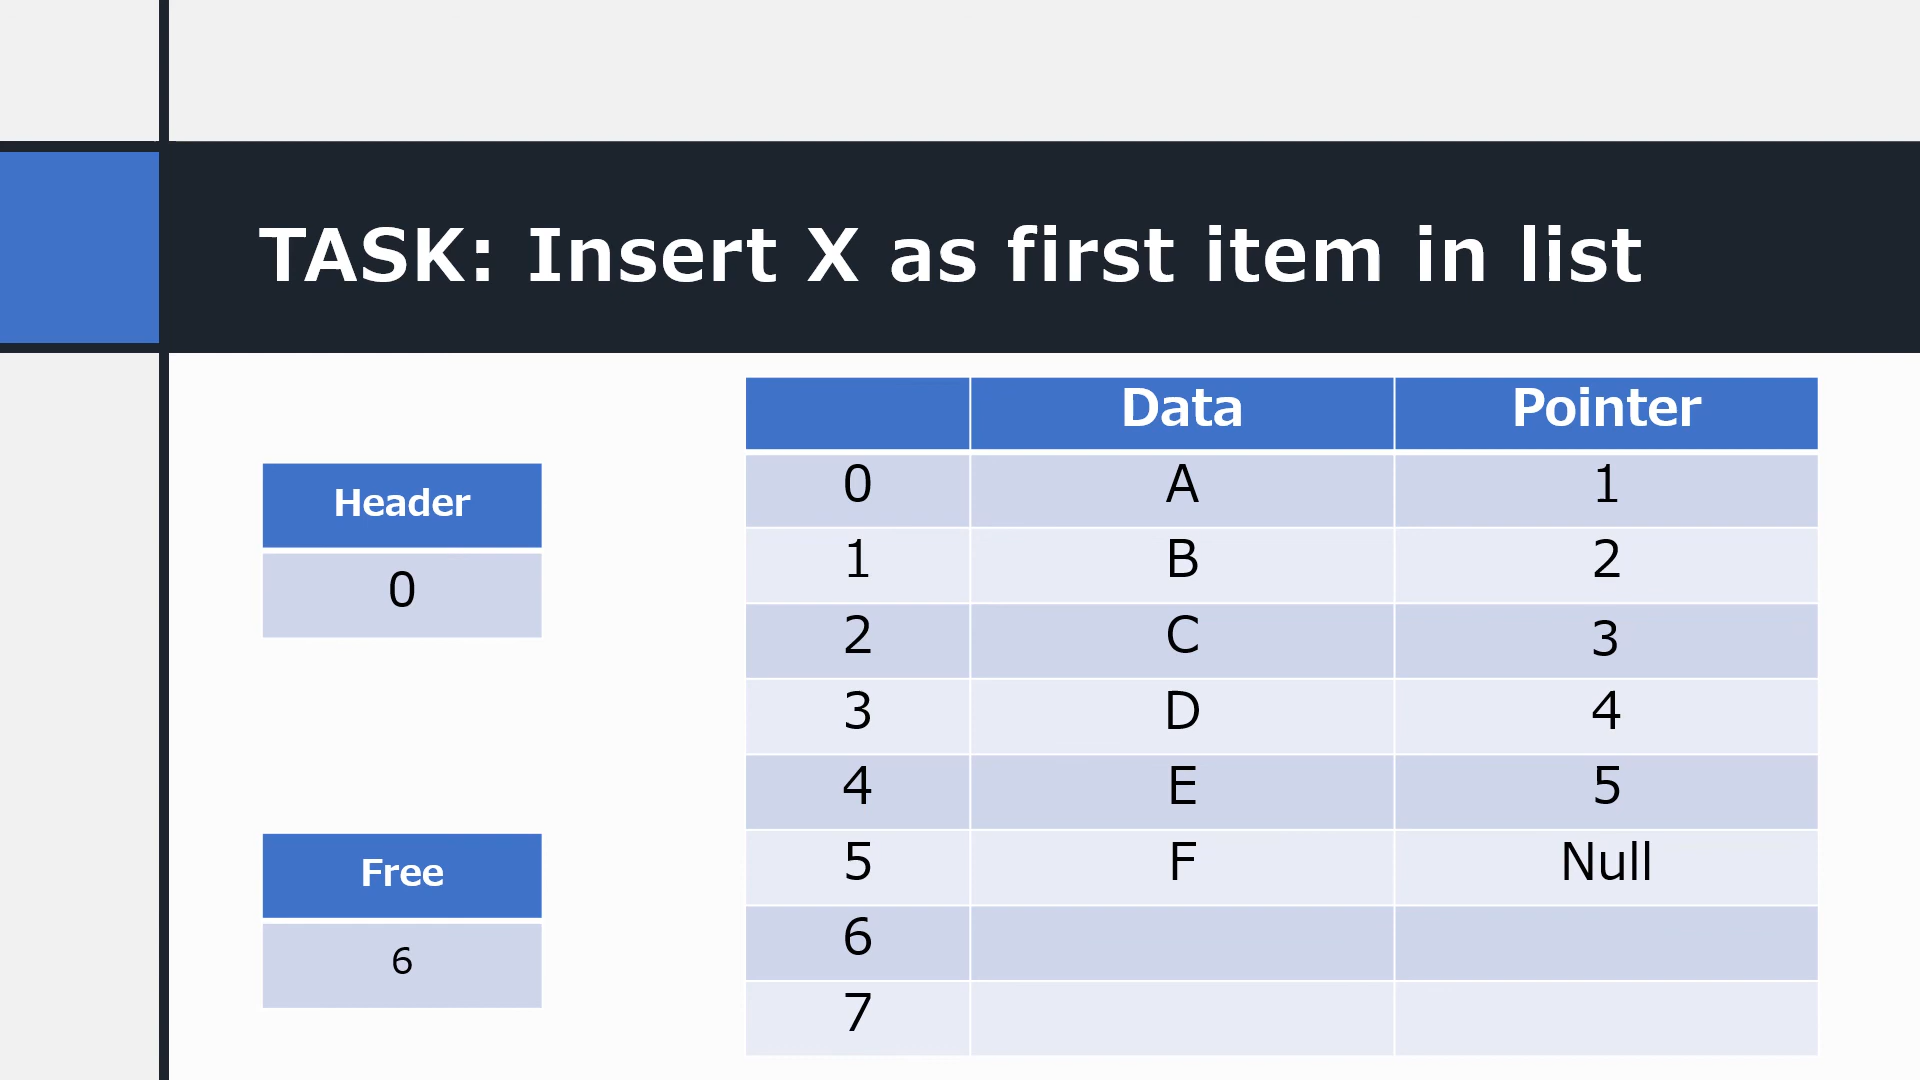 TASK: Insert X as first item in list
Header
0
Free
6
Data Pointer
0 A 1
1 B 2
2 C 3
3 D 4
4 E 5
5 F Null
6
7